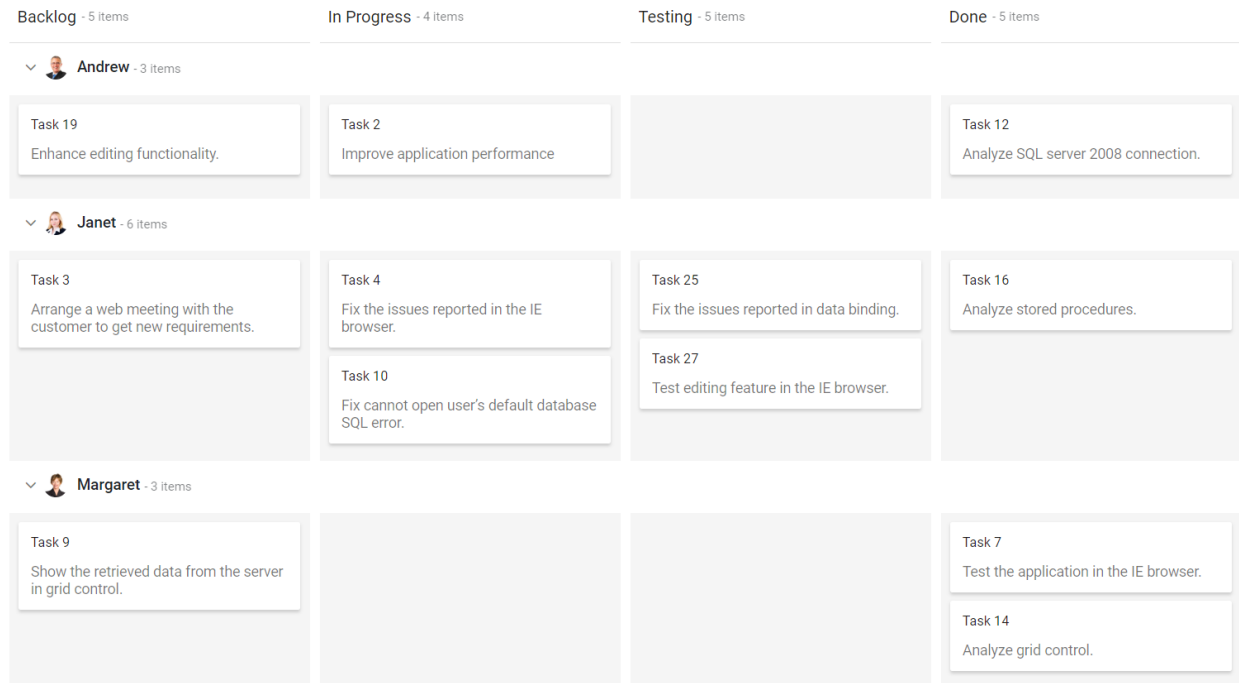 Backlog - 5 items
In Progress - 4 items
Testing - 5 items
Done - 5 items
Andrew - 3 items
Task 19
Enhance editing functionality.
Task 2
Improve application performance
Task 12
Analyze SQL server 2008 connection.
Janet - 6 items
Task 3
Arrange a web meeting with the
customer to get new requirements.
Task 4
Fix the issues reported in the IE
browser.
Task 10
Fix cannot open user's default database
SQL error.
Task 25
Fix the issues reported in data binding.
Task 27
Test editing feature in the IE browser.
Task 16
Analyze stored procedures.
Margaret - 3 items
Task 9
Show the retrieved data from the server
in grid control.
Task 7
Test the application in the IE browser.
Task 14
Analyze grid control.